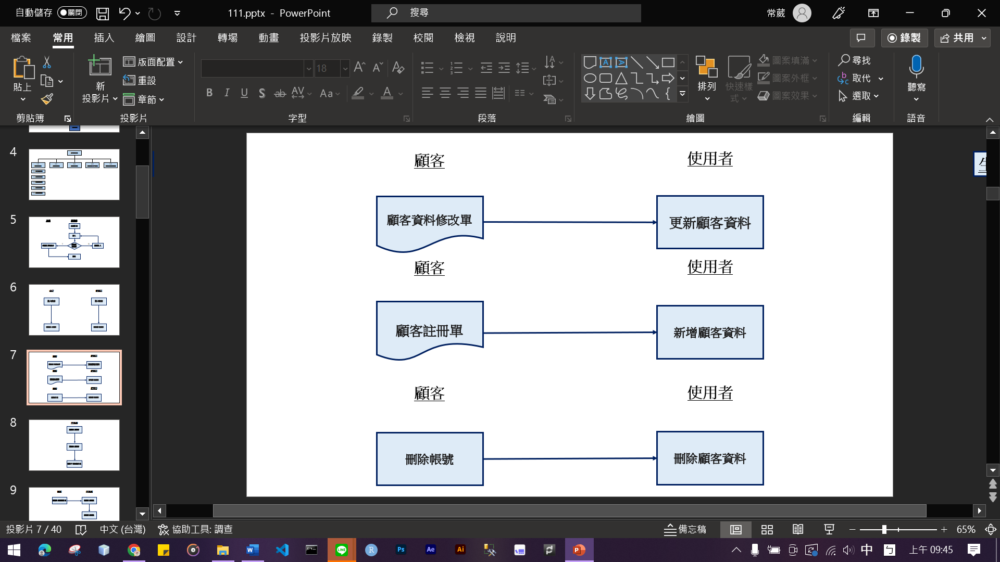 自動儲存 關閉 111.pptx - PowerPoint 搜尋 常葳
檔案 常用 插入 繪圖 設計 轉場 動畫 投影片放映 錄製 校閱 檢視 說明 錄製 共用
貼上 新投影片 版面配置 重設 章節 18 排列 快速樣式 圖案填滿 圖案外框 圖案效果 尋找 取代 選取 聽寫
剪貼簿 投影片 字型 段落 繪圖 編輯 語音
4
5
6
7
8
9
顧客 使用者
顧客資料修改單 更新顧客資料
顧客 使用者
顧客註冊單 新增顧客資料
顧客 使用者
刪除帳號 刪除顧客資料
投影片 7 / 40 中文 (台灣) 協助工具: 調查 備忘稿 65%
中 ㄅ 上午 09:45